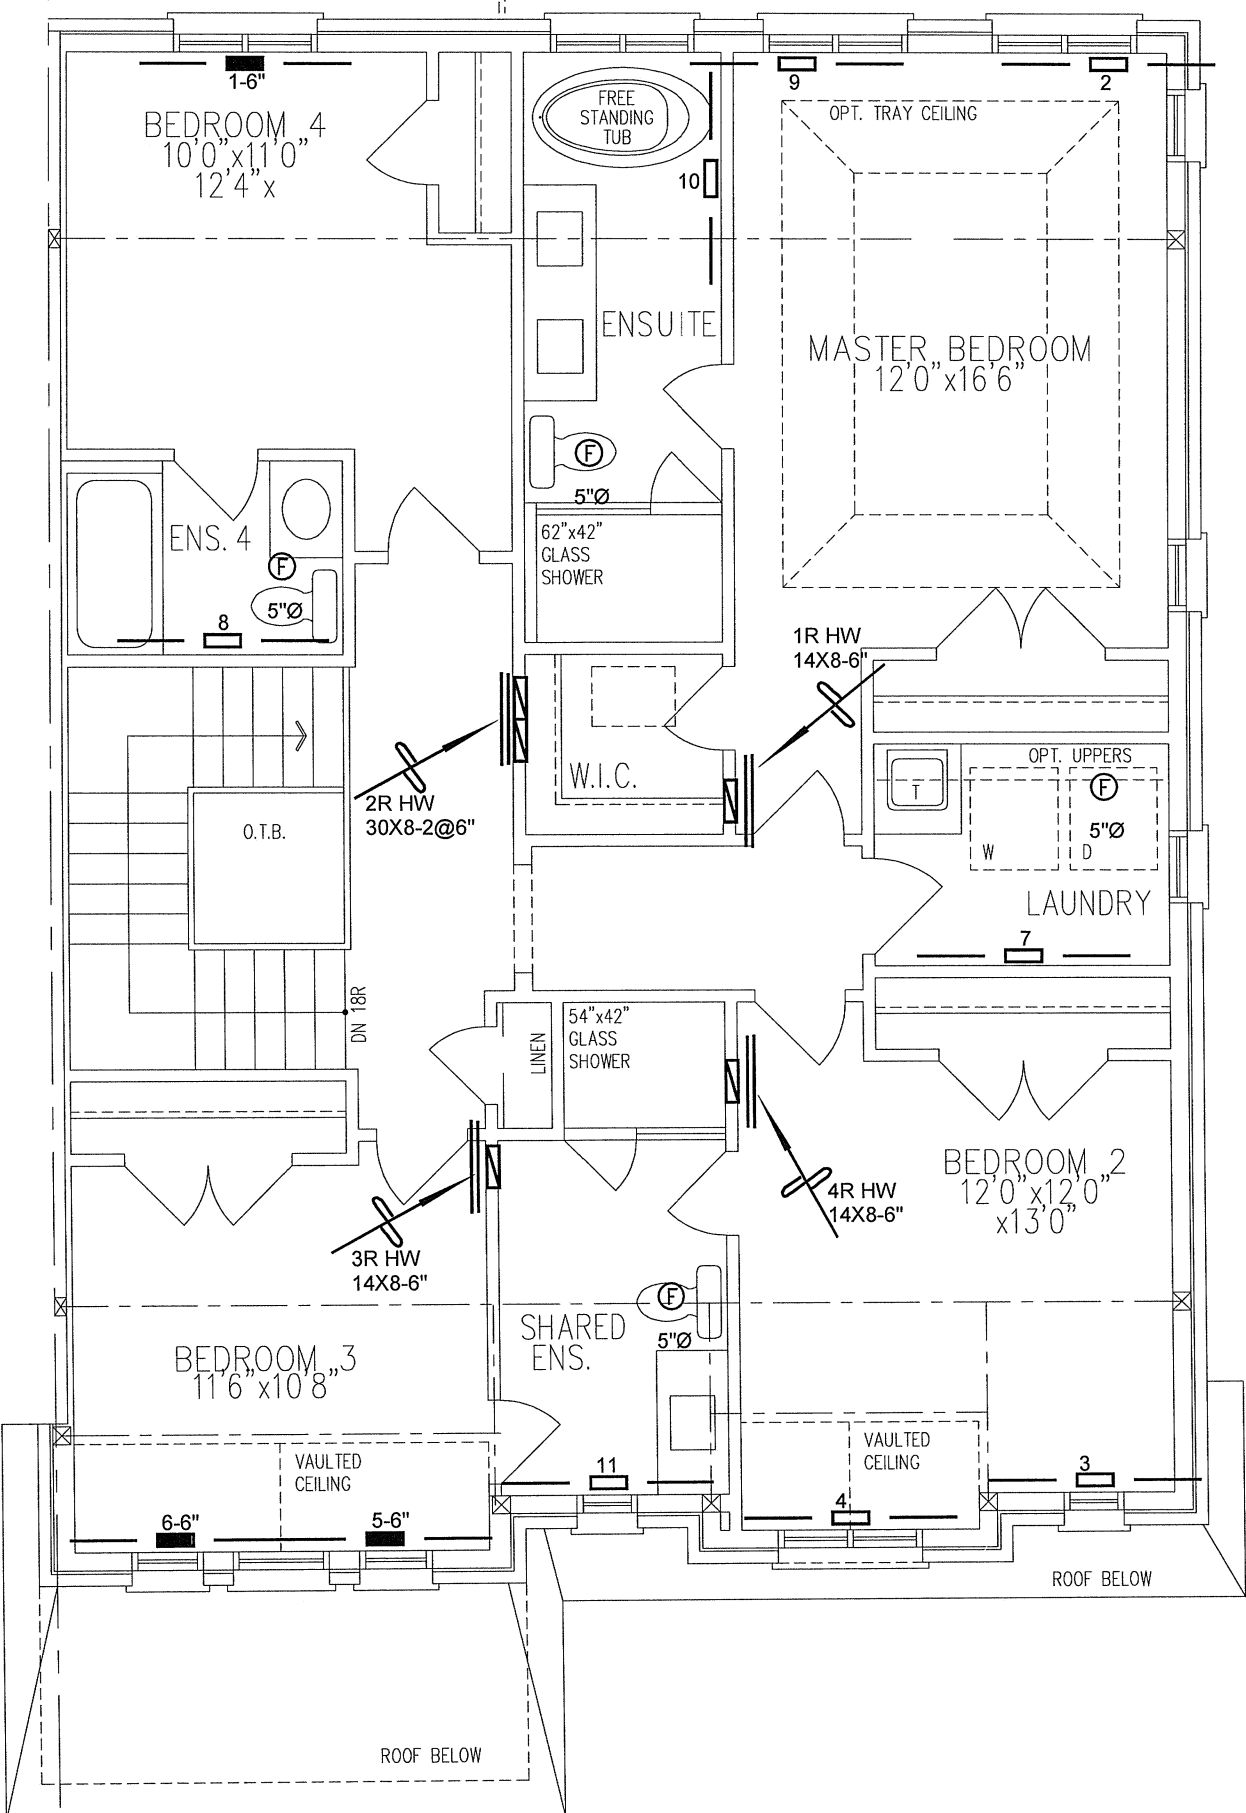 1-6"
9
2
BEDROOM 4
10'0"x11'0"
12'4"x
FREE
STANDING
TUB
OPT. TRAY CEILING
10
ENSUITE
MASTER BEDROOM
12'0"x16'6"
F
5"Ø
ENS. 4
F
5"Ø
8
62"x42"
GLASS
SHOWER
1R HW
14X8-6"
2R HW
30X8-2@6"
W.I.C.
OPT. UPPERS
T
F
5"Ø
W
D
O.T.B.
LAUNDRY
7
DN 18R
LINEN
54"x42"
GLASS
SHOWER
BEDROOM 2
12'0"x12'0"
x13'0"
4R HW
14X8-6"
3R HW
14X8-6"
F
5"Ø
SHARED
ENS.
BEDROOM 3
11'6"x10'8"
VAULTED
CEILING
VAULTED
CEILING
11
3
4
6-6"
5-6"
ROOF BELOW
ROOF BELOW